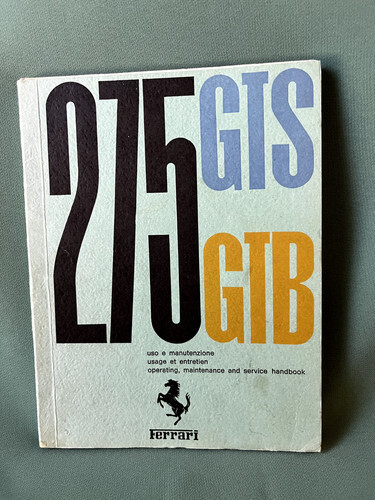 275
GTS
GTB
uso e manutenzione
usage et entretien
operating, maintenance and service handbook
Ferrari